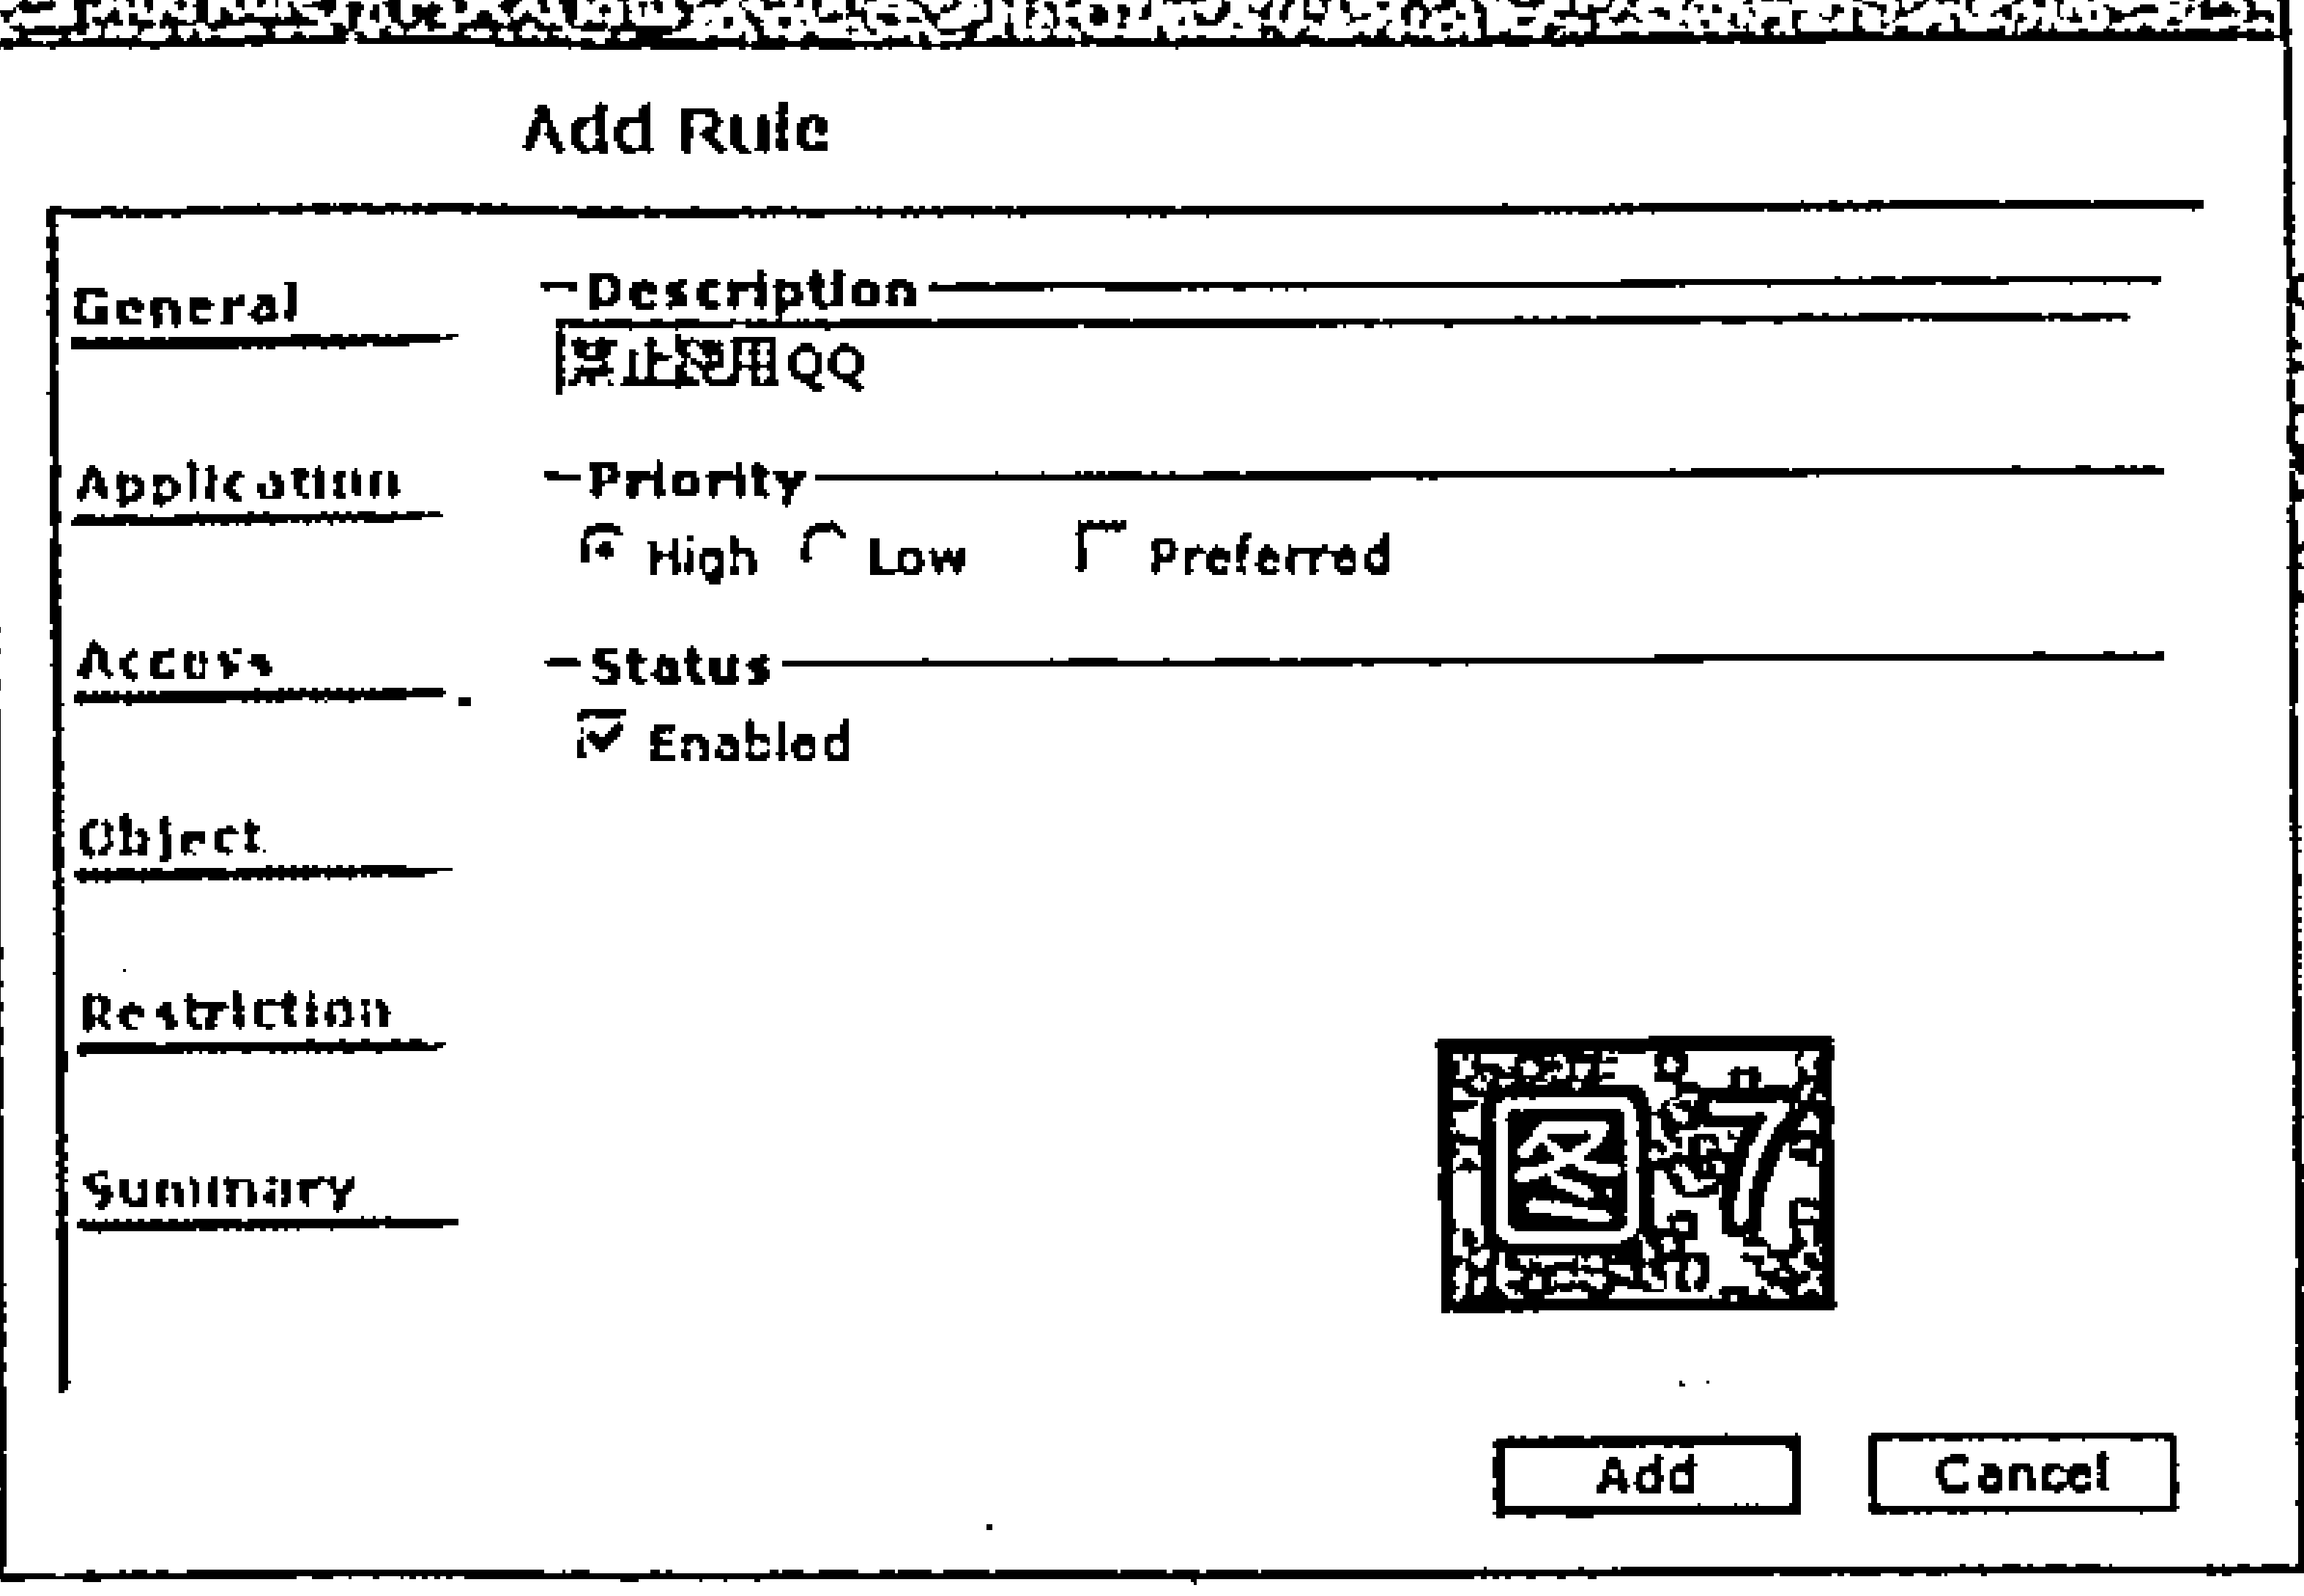 Add Rule
General
Application
Access
Object
Restriction
Summary
Description
禁止使用QQ
Priority
High Low Preferred
Status
Enabled
图 7
Add Cancel